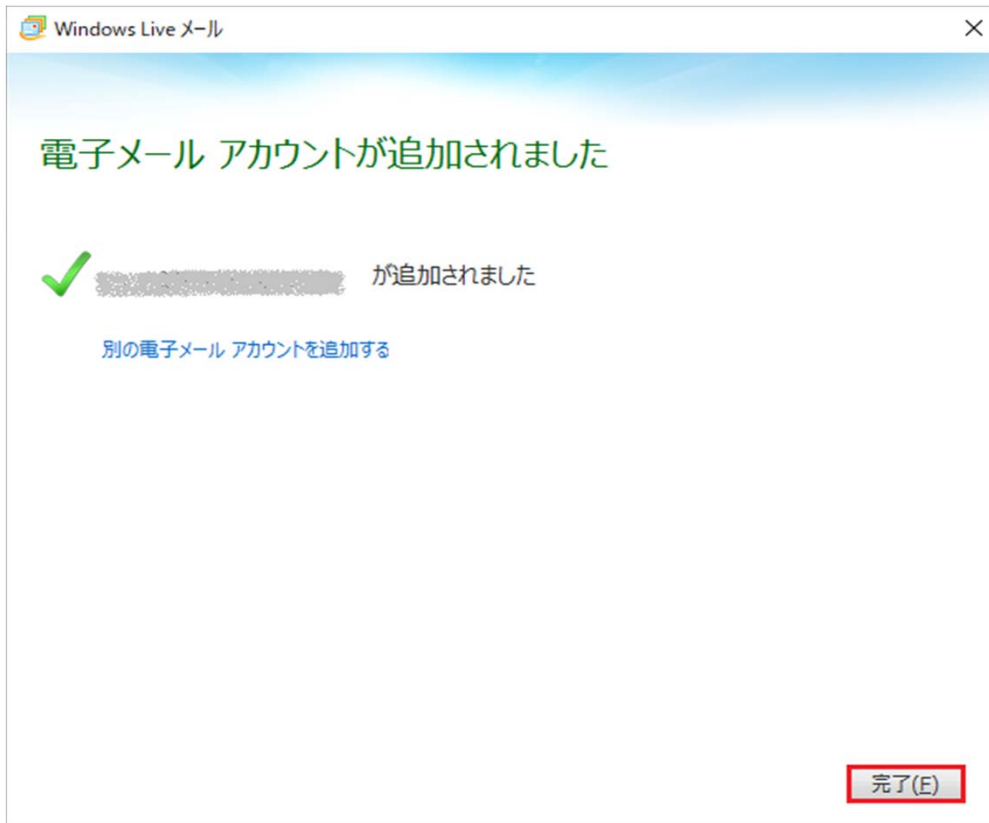 Windows Live メール
電子メール アカウントが追加されました
が追加されました
別の電子メール アカウントを追加する
完了(F)